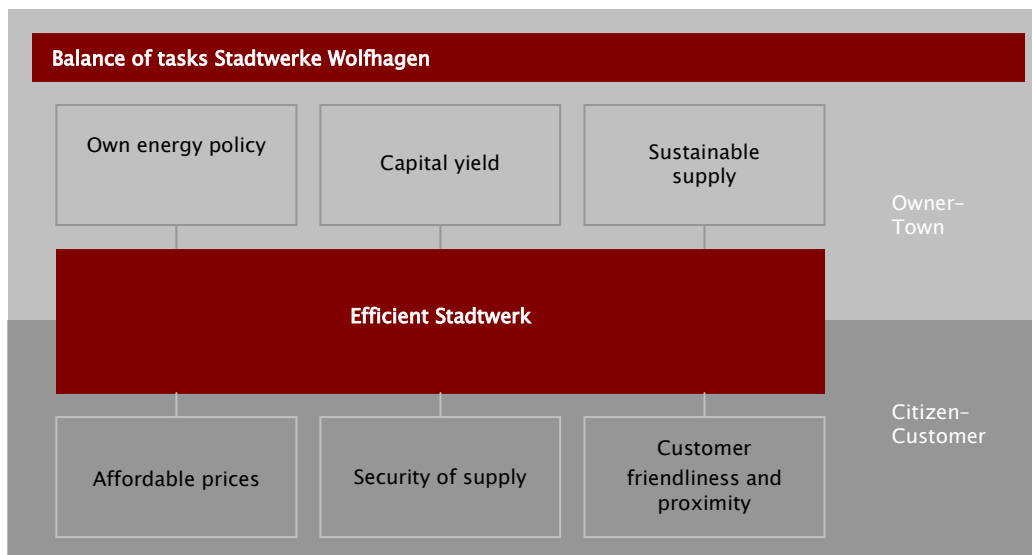 Balance of tasks Stadtwerke Wolfhagen
Own energy policy
Capital yield
Sustainable
supply
Owner–
Town
Efficient Stadtwerk
Citizen–
Customer
Affordable prices
Security of supply
Customer
friendliness and
proximity